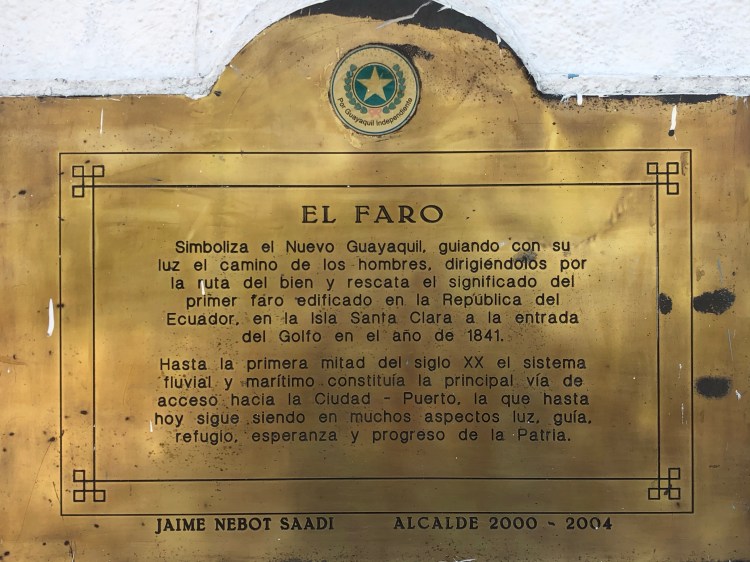 Por Guayaquil Independiente
EL FARO
Simboliza el Nuevo Guayaquil, guiando con su
luz el camino de los hombres, dirigiéndolos por
la ruta del bien y rescata el significado del
primer faro edificado en la República del
Ecuador, en la Isla Santa Clara a la entrada
del Golfo en el año de 1841.
Hasta la primera mitad del siglo XX el sistema
fluvial y marítimo constituía la principal vía de
acceso hacia la Ciudad - Puerto, la que hasta
hoy sigue siendo en muchos aspectos luz, guía,
refugio, esperanza y progreso de la Patria.
JAIME NEBOT SAADI ALCALDE 2000 - 2004